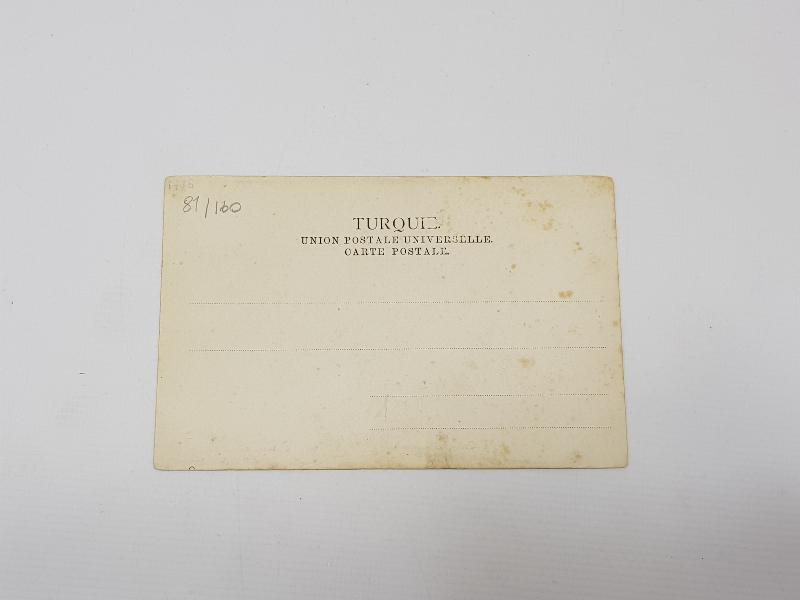 81/160
TURQUIE.
UNION POSTALE UNIVERSELLE.
CARTE POSTALE.